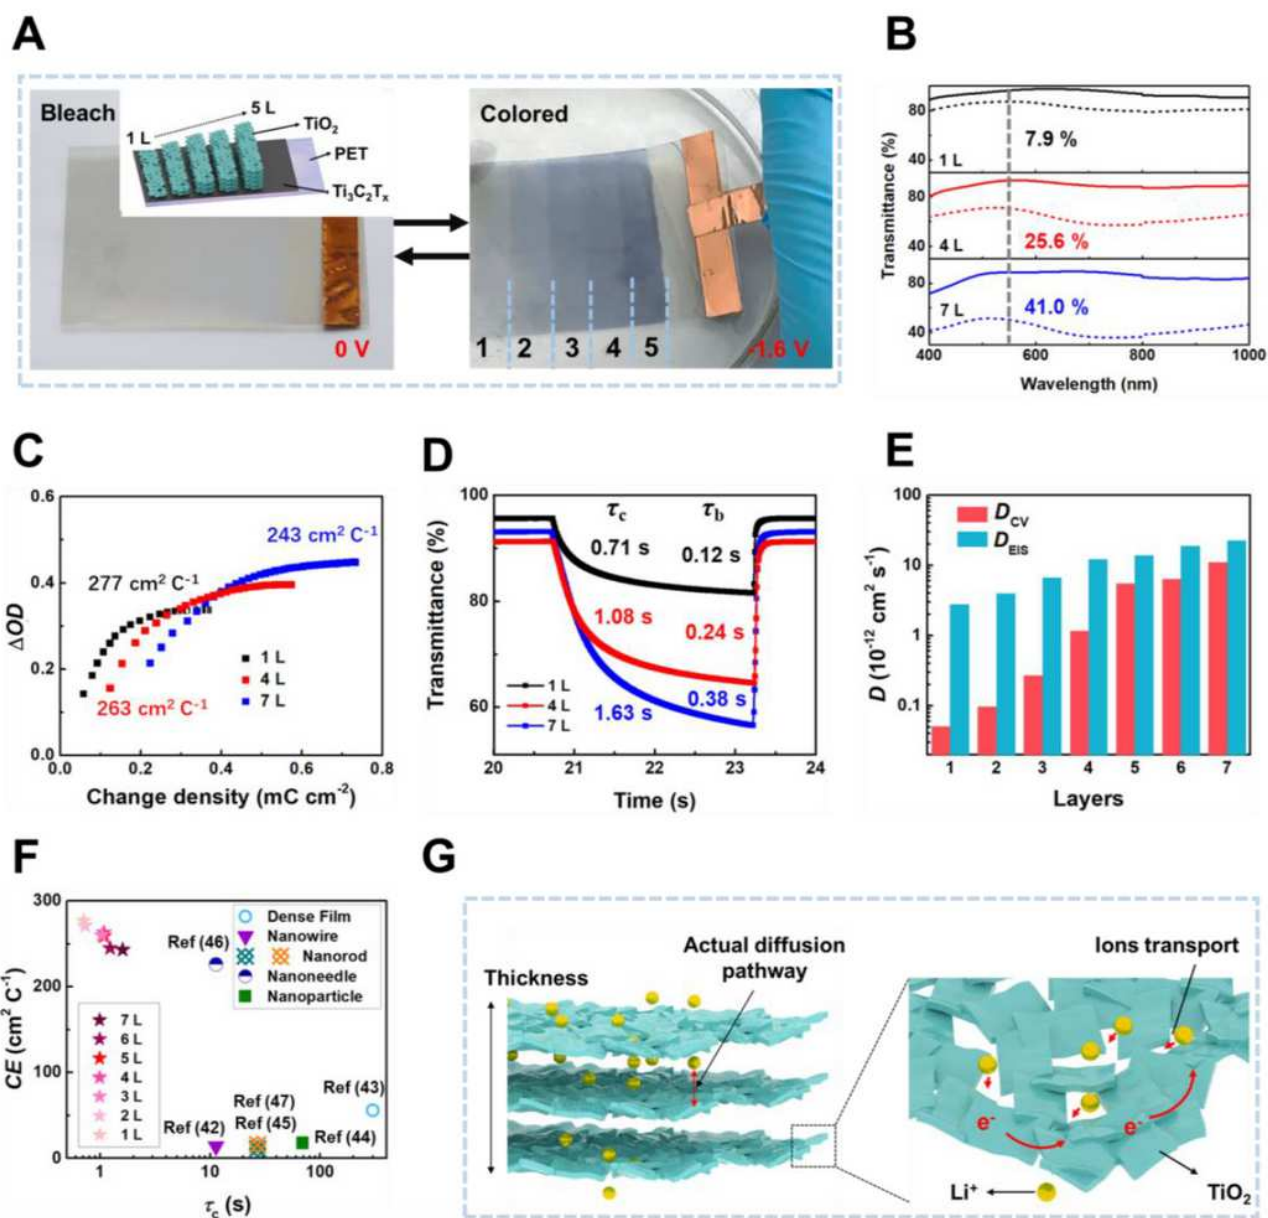 A
Bleach
1 L
5 L
TiO₂
PET
Ti₃C₂Tₓ
0 V
Colored
1 2 3 4 5
-1.6 V
B
Transmittance (%)
80
40
1 L
7.9 %
80
40
4 L
25.6 %
80
40
7 L
41.0 %
400 600 800 1000
Wavelength (nm)
C
ΔOD
0.6
0.4
0.2
0.0
243 cm² C⁻¹
277 cm² C⁻¹
263 cm² C⁻¹
1 L
4 L
7 L
0.0 0.2 0.4 0.6 0.8
Change density (mC cm⁻²)
D
Transmittance (%)
100
80
60
τc τb
0.71 s 0.12 s
1.08 s 0.24 s
1.63 s 0.38 s
1 L
4 L
7 L
20 21 22 23 24
Time (s)
E
D (10⁻¹² cm² s⁻¹)
100
10
1
0.1
D CV
D EIS
1 2 3 4 5 6 7
Layers
F
CE (cm² C⁻¹)
300
200
100
0
Ref (46)
Dense Film
Nanowire
Nanorod
Nanoneedle
Nanoparticle
7 L
6 L
5 L
4 L
3 L
2 L
1 L
Ref (43)
Ref (47)
Ref (42)
Ref (45)
Ref (44)
1 10 100
τc (s)
G
Thickness
Actual diffusion
pathway
Ions transport
e⁻
e⁻
Li⁺
TiO₂